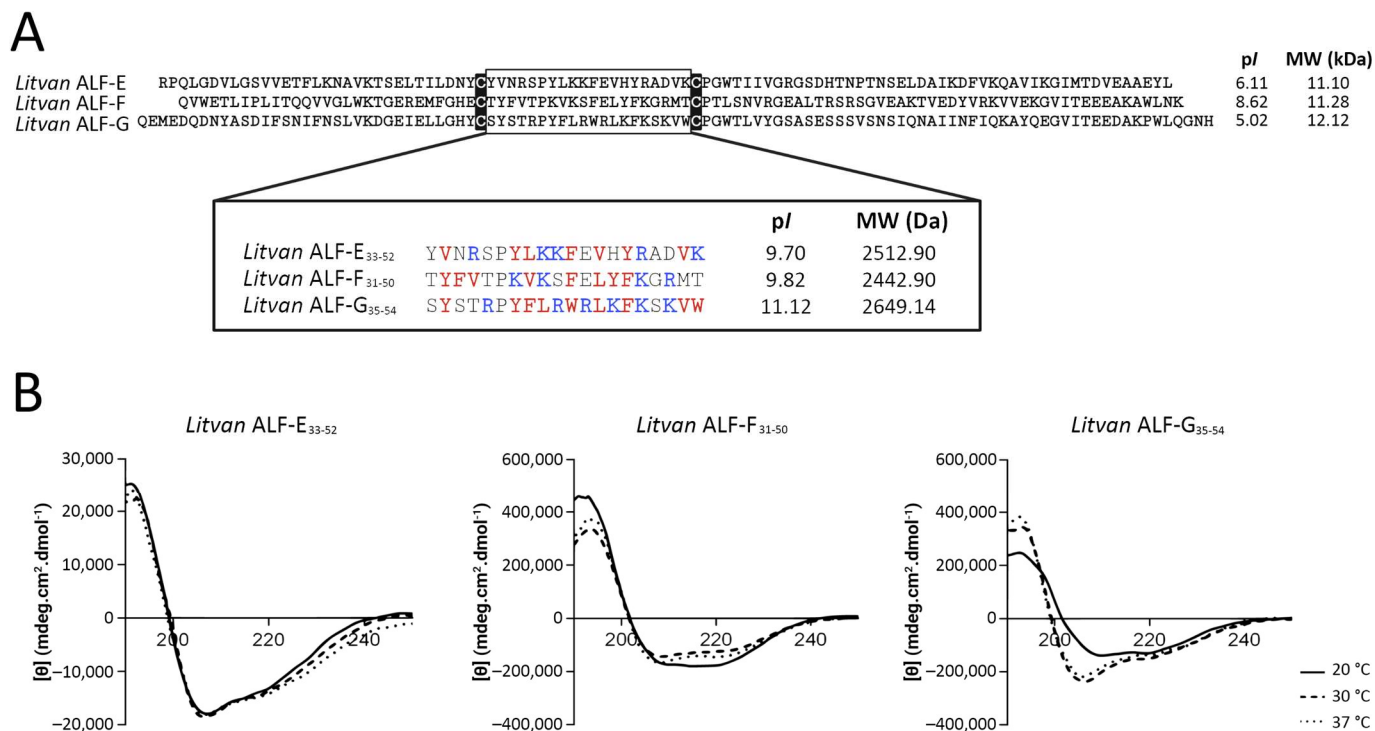 A
pI MW (kDa)
Litvan ALF-E RPQLGDVLGSVVETFLKNAVKTSELTILDNYCYVNRSPYLKKFEVHYRADVKCPGWTIIVGRGSDHTNPTNSELDAIKDFVKQAVIKGIMTDVEAAEYL 6.11 11.10
Litvan ALF-F QVWETLIPLITQQVVGLWKTGEREMFGHECTYFVTPKVKSFELYFKGRMTCPTLSNVRGEALTRSRSGVEAKTVEDYVRKVVEKGVITEEEAKAWLNK 8.62 11.28
Litvan ALF-G QEMEDQDNYASDIFSNIFNSLVKDGEIELLGHYCSYSTRPYFLRWRLKFKSKVWCPGWTLVYGSASESSSVSNSIQNAIINFIQKAYQEGVITEEDAKPWLQGNH 5.02 12.12
pI MW (Da)
Litvan ALF-E33-52 YVNRSPYLKKFEVHYRADVK 9.70 2512.90
Litvan ALF-F31-50 TYFVTPKVKSFELYFKGRMT 9.82 2442.90
Litvan ALF-G35-54 SYSTRPYFLRWRLKFKSKVW 11.12 2649.14
B
Litvan ALF-E33-52
30,000
20,000
10,000
0
−10,000
−20,000
200 220 240
[θ] (mdeg.cm².dmol⁻¹)
Litvan ALF-F31-50
600,000
400,000
200,000
0
−200,000
−400,000
200 220 240
[θ] (mdeg.cm².dmol⁻¹)
Litvan ALF-G35-54
600,000
400,000
200,000
0
−200,000
−400,000
200 220 240
[θ] (mdeg.cm².dmol⁻¹)
20 °C
30 °C
37 °C